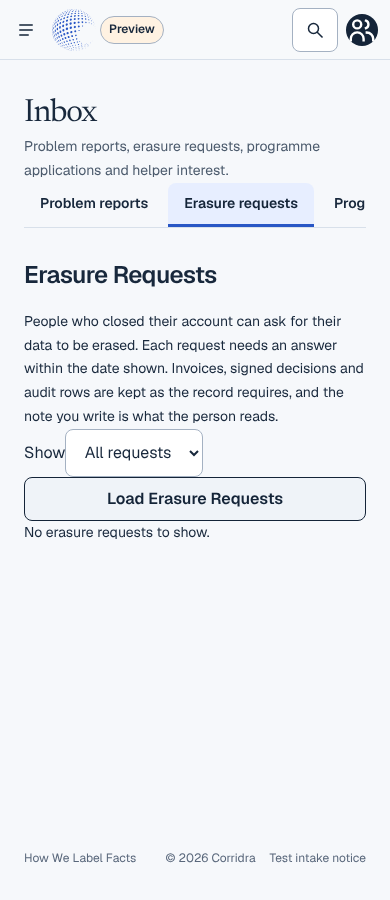 Preview
Inbox
Problem reports, erasure requests, programme
applications and helper interest.
Problem reports
Erasure requests
Prog
Erasure Requests
People who closed their account can ask for their
data to be erased. Each request needs an answer
within the date shown. Invoices, signed decisions and
audit rows are kept as the record requires, and the
note you write is what the person reads.
Show All requests
Load Erasure Requests
No erasure requests to show.
How We Label Facts
© 2026 Corridra
Test intake notice